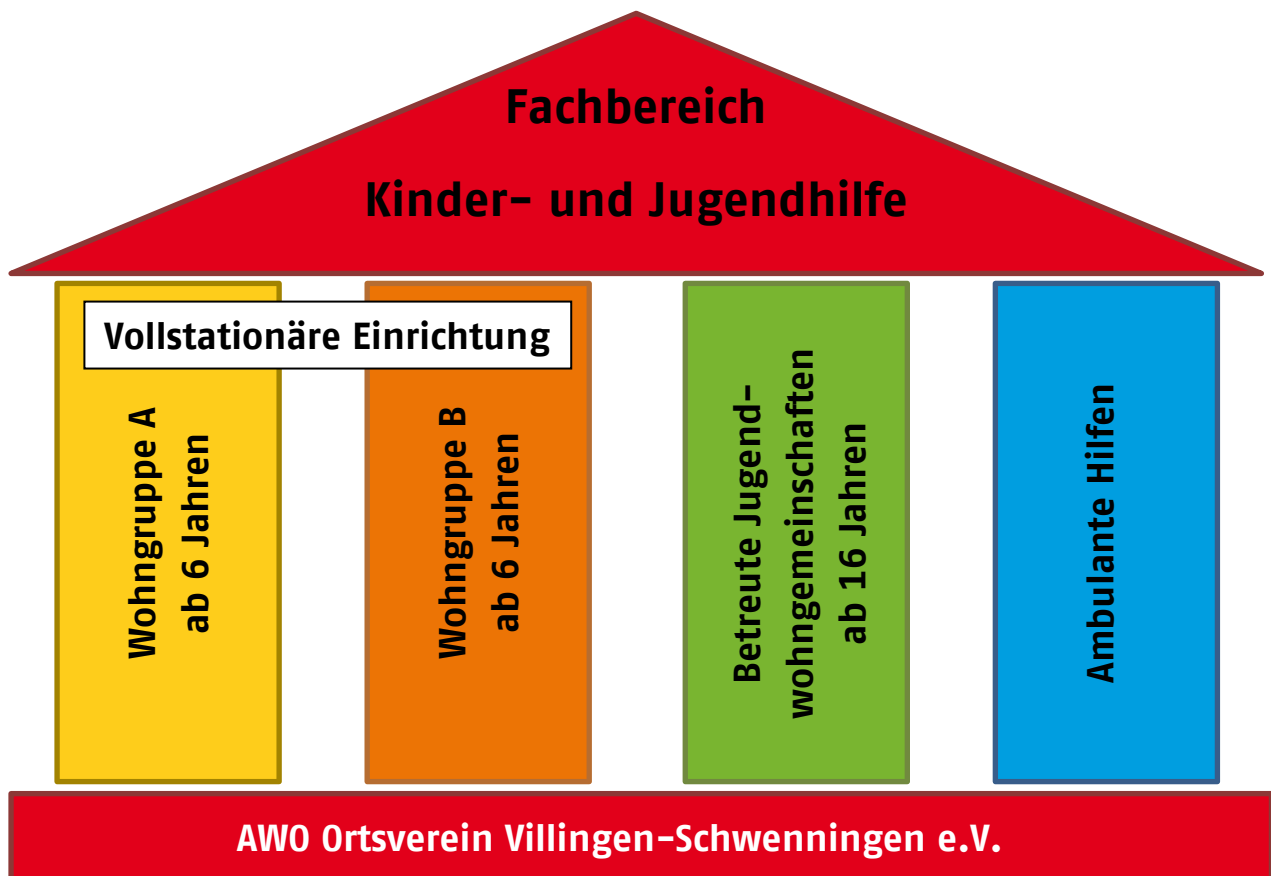 Fachbereich
Kinder- und Jugendhilfe
Vollstationäre Einrichtung
Wohngruppe A
ab 6 Jahren
Wohngruppe B
ab 6 Jahren
Betreute Jugend-
wohngemeinschaften
ab 16 Jahren
Ambulante Hilfen
AWO Ortsverein Villingen-Schwenningen e.V.